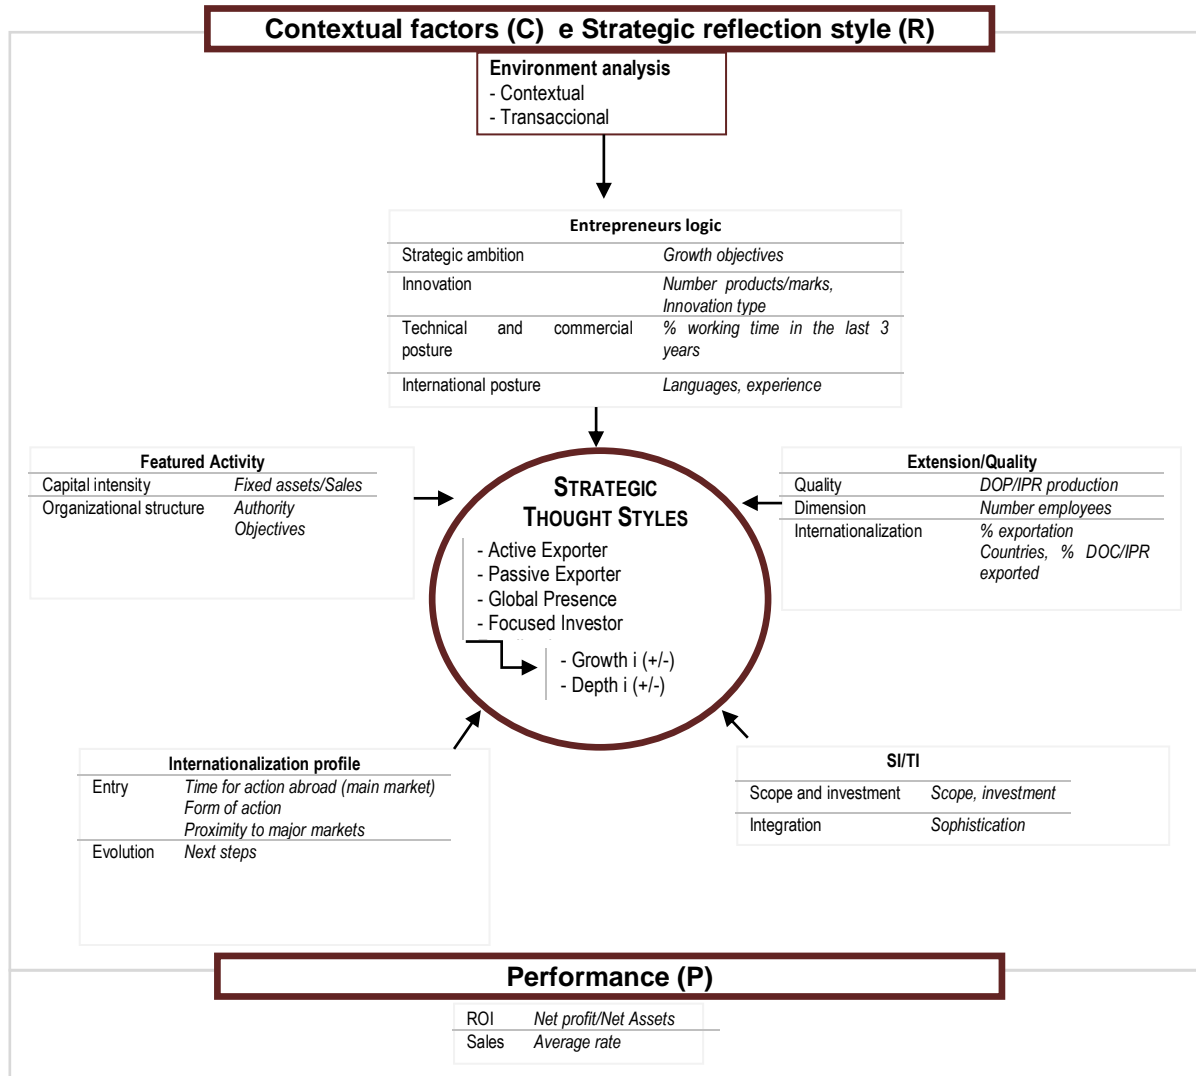 Contextual factors (C) e Strategic reflection style (R)
Environment analysis
- Contextual
- Transaccional
Entrepreneurs logic
Strategic ambition Growth objectives
Innovation Number products/marks,
Innovation type
Technical and commercial % working time in the last 3
posture years
International posture Languages, experience
Featured Activity
Capital intensity Fixed assets/Sales
Organizational structure Authority
Objectives
STRATEGIC
THOUGHT STYLES
- Active Exporter
- Passive Exporter
- Global Presence
- Focused Investor
- Growth i (+/-)
- Depth i (+/-)
Extension/Quality
Quality DOP/IPR production
Dimension Number employees
Internationalization % exportation
Countries, % DOC/IPR
exported
Internationalization profile
Entry Time for action abroad (main market)
Form of action
Proximity to major markets
Evolution Next steps
SI/TI
Scope and investment Scope, investment
Integration Sophistication
Performance (P)
ROI Net profit/Net Assets
Sales Average rate